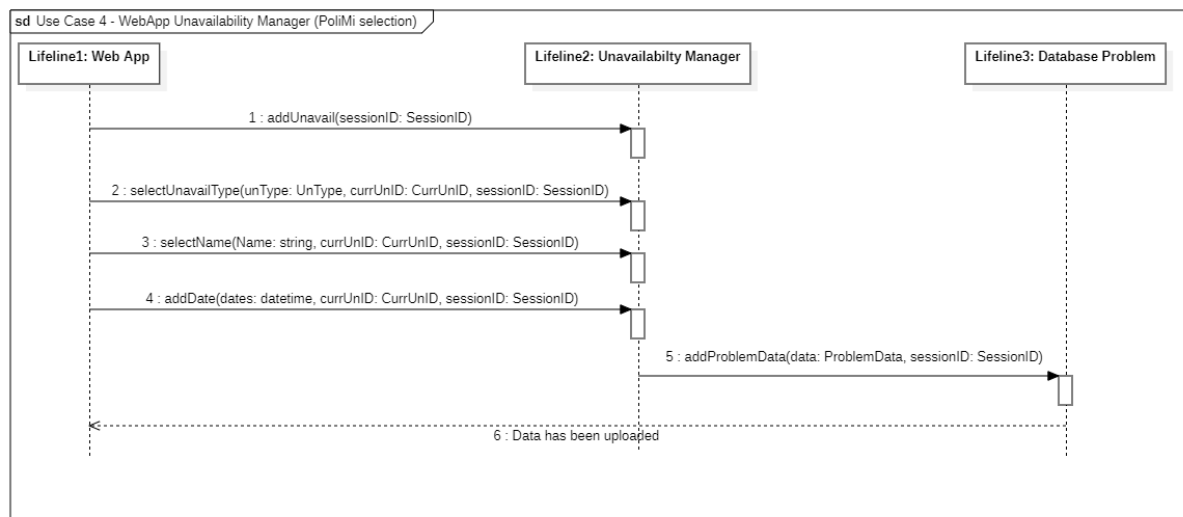 sd Use Case 4 - WebApp Unavailability Manager (PoliMi selection)
Lifeline1: Web App
Lifeline2: Unavailabilty Manager
Lifeline3: Database Problem
1 : addUnavail(sessionID: SessionID)
2 : selectUnavailType(unType: UnType, currUnID: CurrUnID, sessionID: SessionID)
3 : selectName(Name: string, currUnID: CurrUnID, sessionID: SessionID)
4 : addDate(dates: datetime, currUnID: CurrUnID, sessionID: SessionID)
5 : addProblemData(data: ProblemData, sessionID: SessionID)
6 : Data has been uploaded